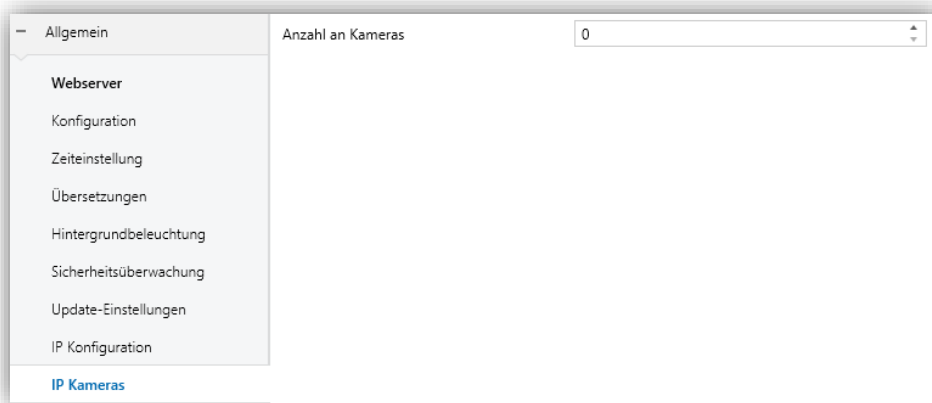 Allgemein
Anzahl an Kameras 0
Webserver
Konfiguration
Zeiteinstellung
Übersetzungen
Hintergrundbeleuchtung
Sicherheitsüberwachung
Update-Einstellungen
IP Konfiguration
IP Kameras